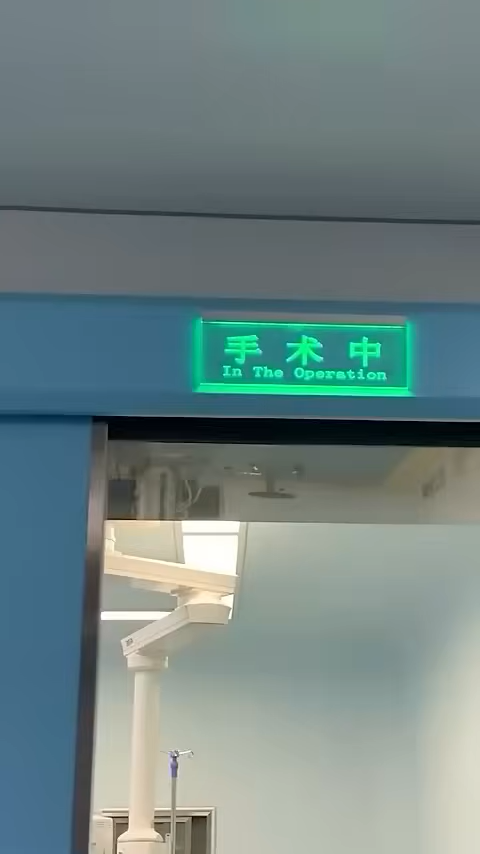 手术中
In The Operation